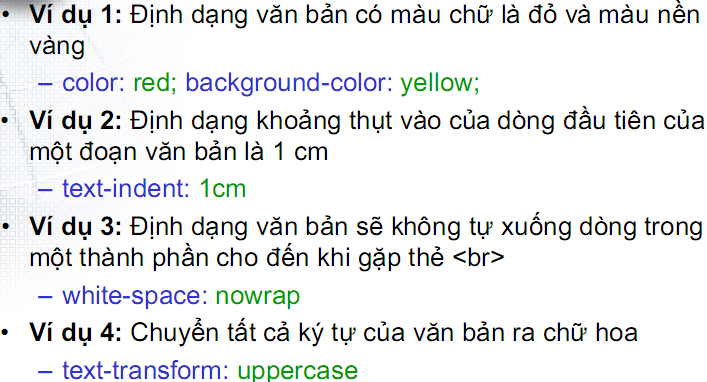 • Ví dụ 1: Định dạng văn bản có màu chữ là đỏ và màu nền
vàng
– color: red; background-color: yellow;
• Ví dụ 2: Định dạng khoảng thụt vào của dòng đầu tiên của
một đoạn văn bản là 1 cm
– text-indent: 1cm
• Ví dụ 3: Định dạng văn bản sẽ không tự xuống dòng trong
một thành phần cho đến khi gặp thẻ <br>
– white-space: nowrap
• Ví dụ 4: Chuyển tất cả ký tự của văn bản ra chữ hoa
– text-transform: uppercase